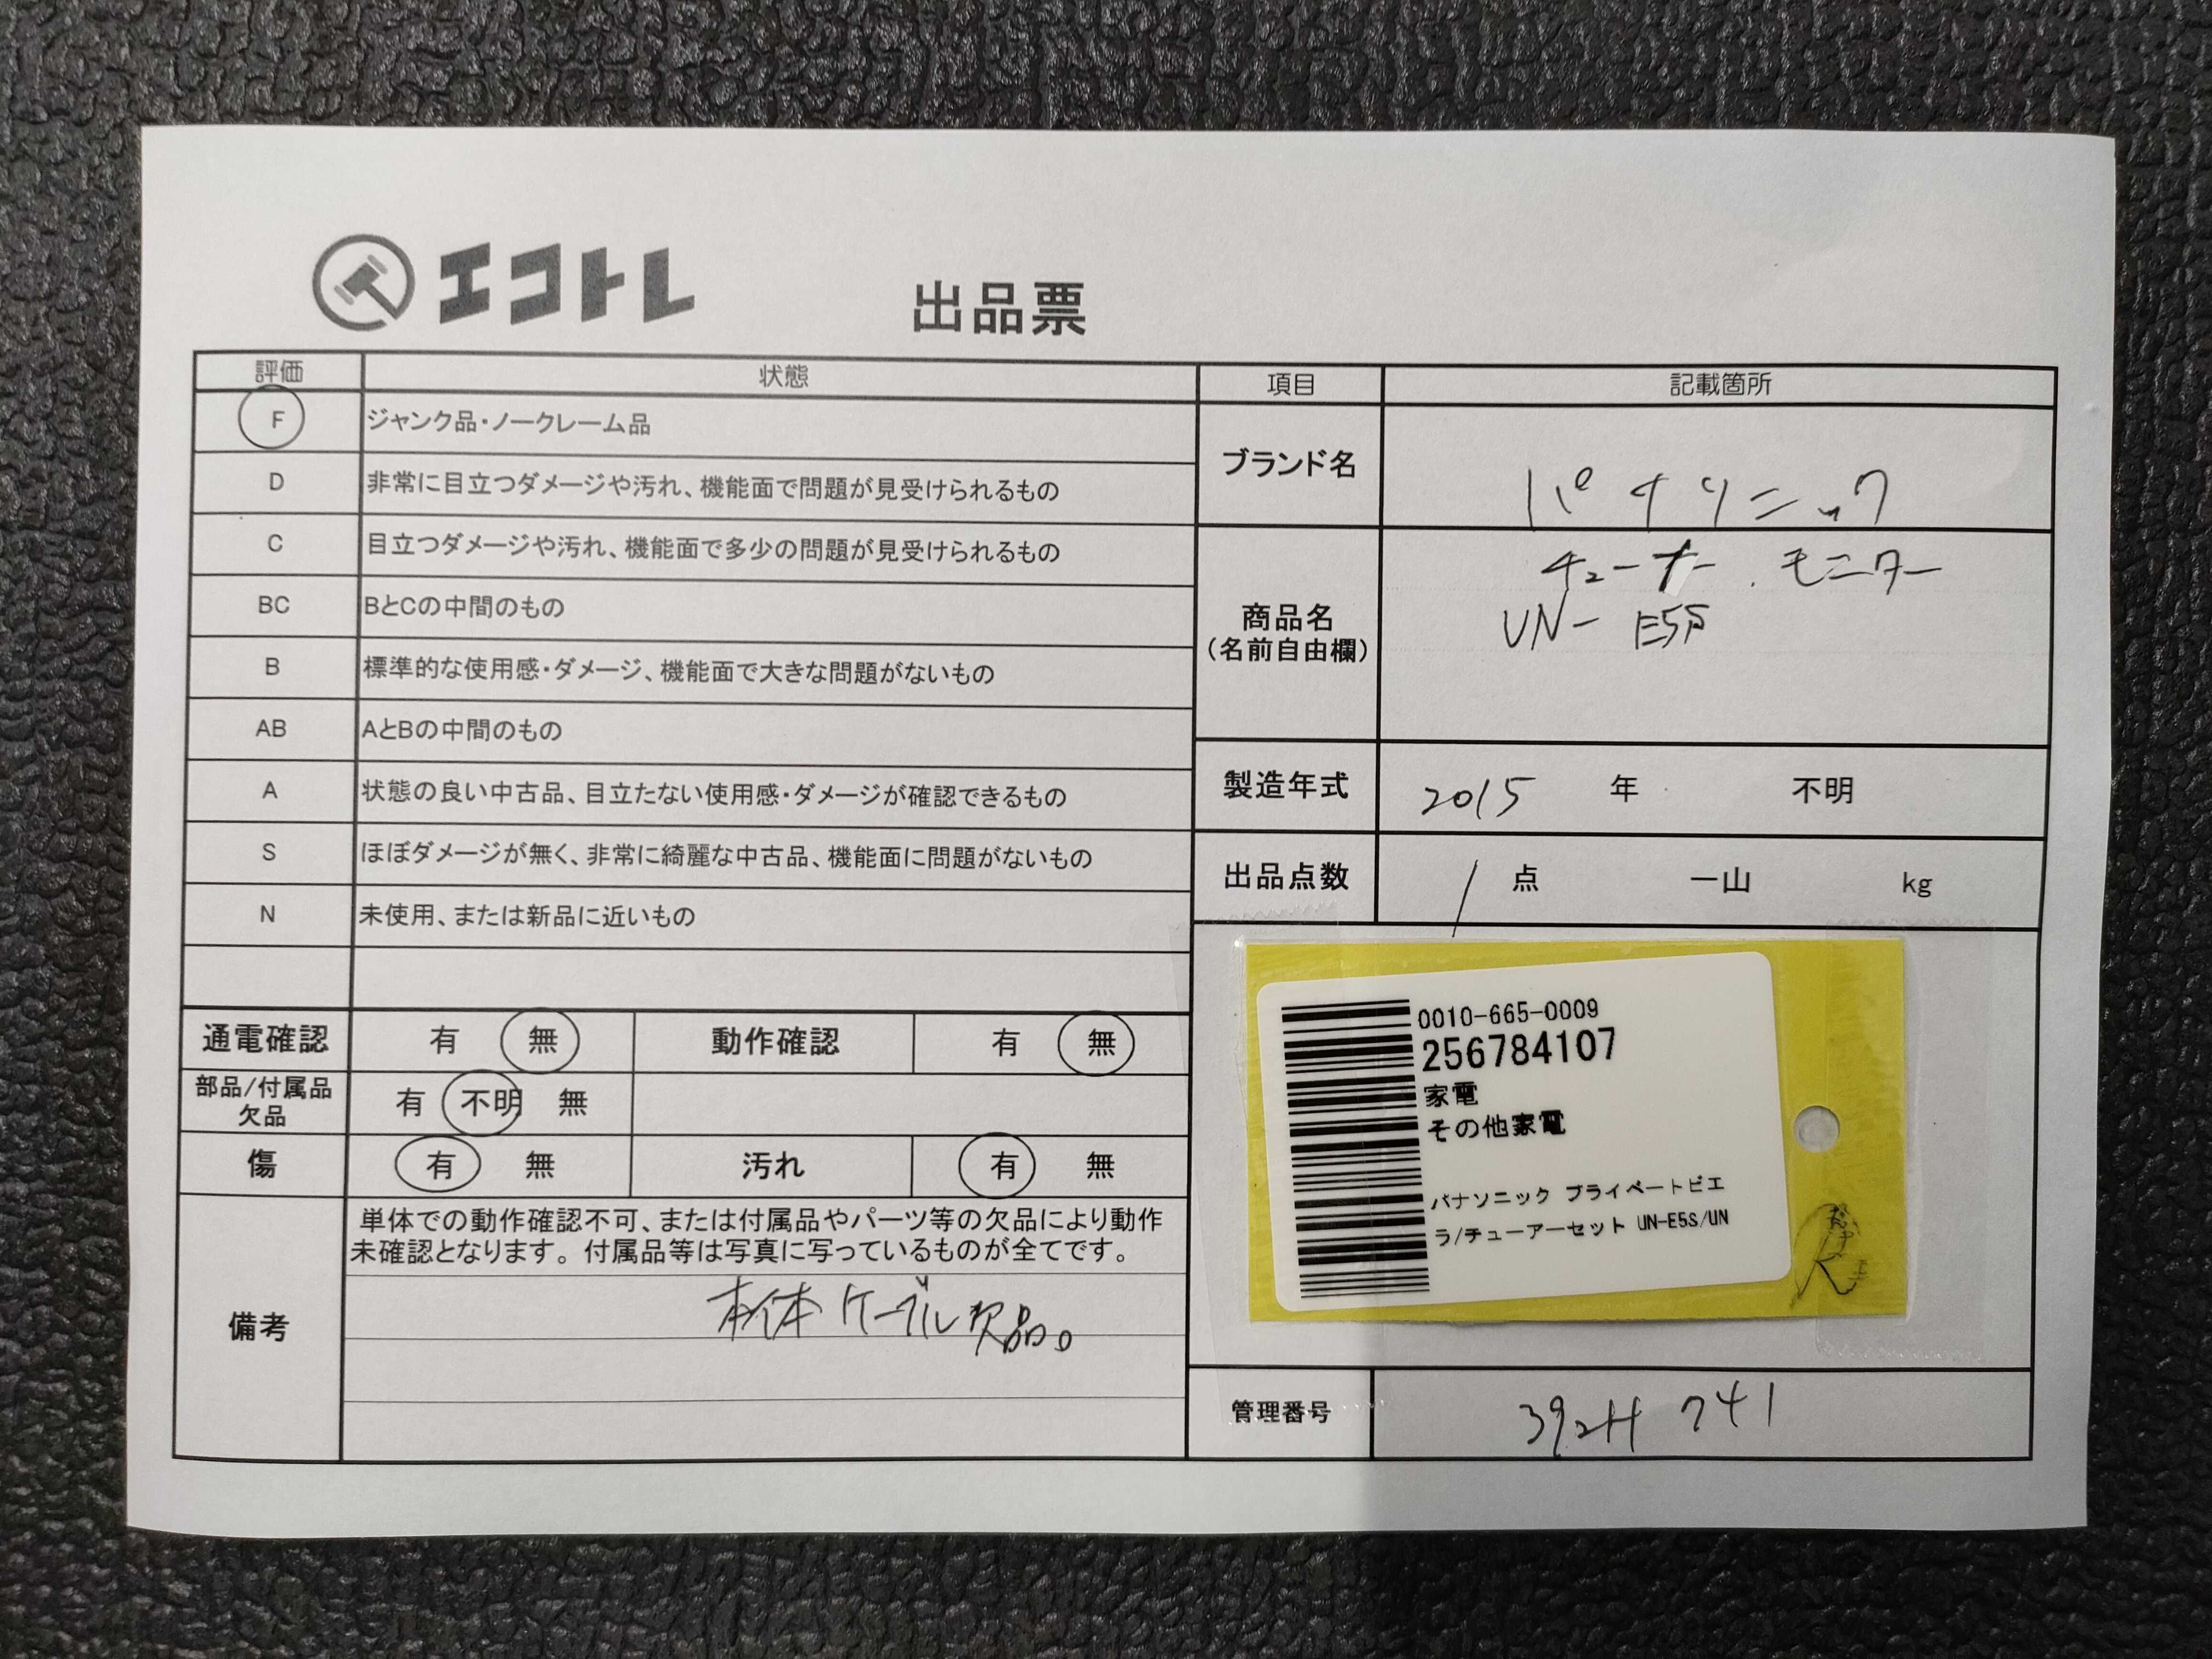 エコトレ
出品票
評価 状態
F ジャンク品・ノークレーム品
D 非常に目立つダメージや汚れ、機能面で問題が見受けられるもの
C 目立つダメージや汚れ、機能面で多少の問題が見受けられるもの
BC BとCの中間のもの
B 標準的な使用感・ダメージ、機能面で大きな問題がないもの
AB AとBの中間のもの
A 状態の良い中古品、目立たない使用感・ダメージが確認できるもの
S ほぼダメージが無く、非常に綺麗な中古品、機能面に問題がないもの
N 未使用、または新品に近いもの
通電確認 有 無 動作確認 有 無
部品/付属品
欠品
有 不明 無
傷 有 無 汚れ 有 無
備考
単体での動作確認不可、または付属品やパーツ等の欠品により動作
未確認となります。付属品等は写真に写っているものが全てです。
本体ケーブル欠品。
項目 記載箇所
ブランド名 パナソニック
商品名
(名前自由欄)
チューナー.モニター
UN-E5S
製造年式 2015 年 不明
出品点数 1 点 一山 kg
0010-665-0009
256784107
家電
その他家電
パナソニック プライベートビエ
ラ/チューアーセット UN-E5S/UN
管理番号 392H 741